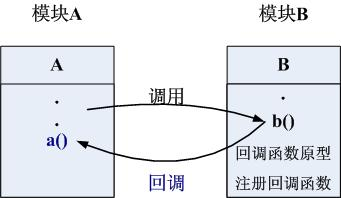 模块A
模块B
A
B
.
.
调用
.
b()
a()
回调函数原型
回调
注册回调函数